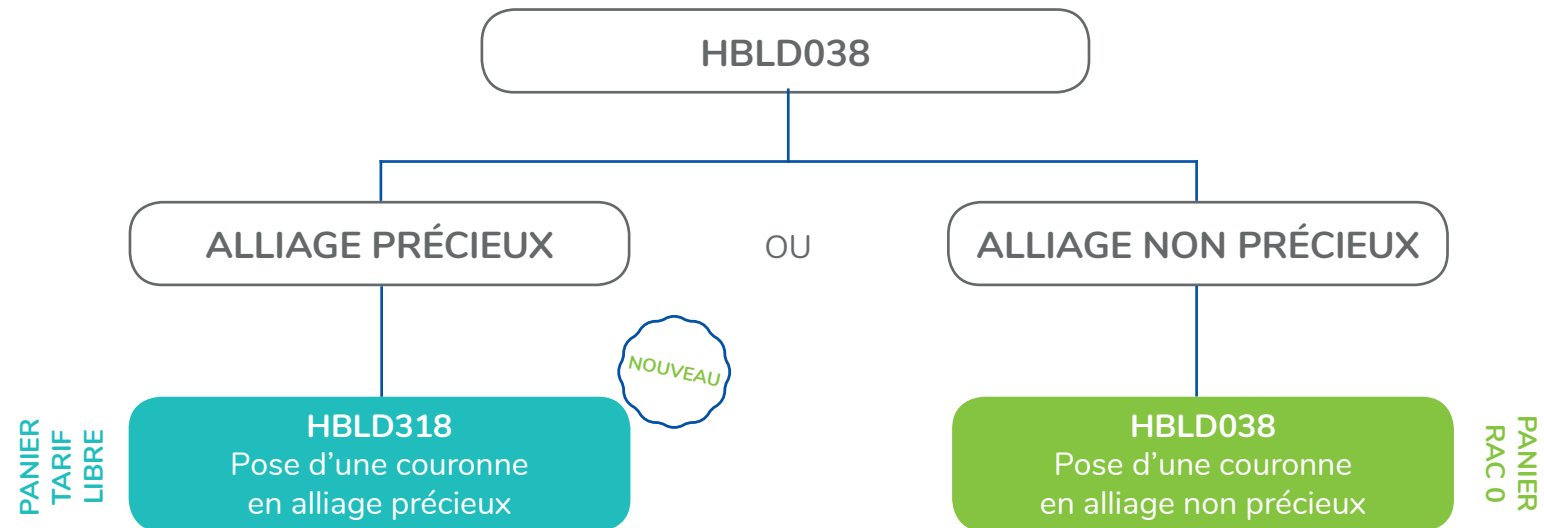 HBLD038
ALLIAGE PRÉCIEUX
OU
ALLIAGE NON PRÉCIEUX
NOUVEAU
PANIER
TARIF
LIBRE
HBLD318
Pose d’une couronne
en alliage précieux
HBLD038
Pose d’une couronne
en alliage non précieux
PANIER
RAC 0